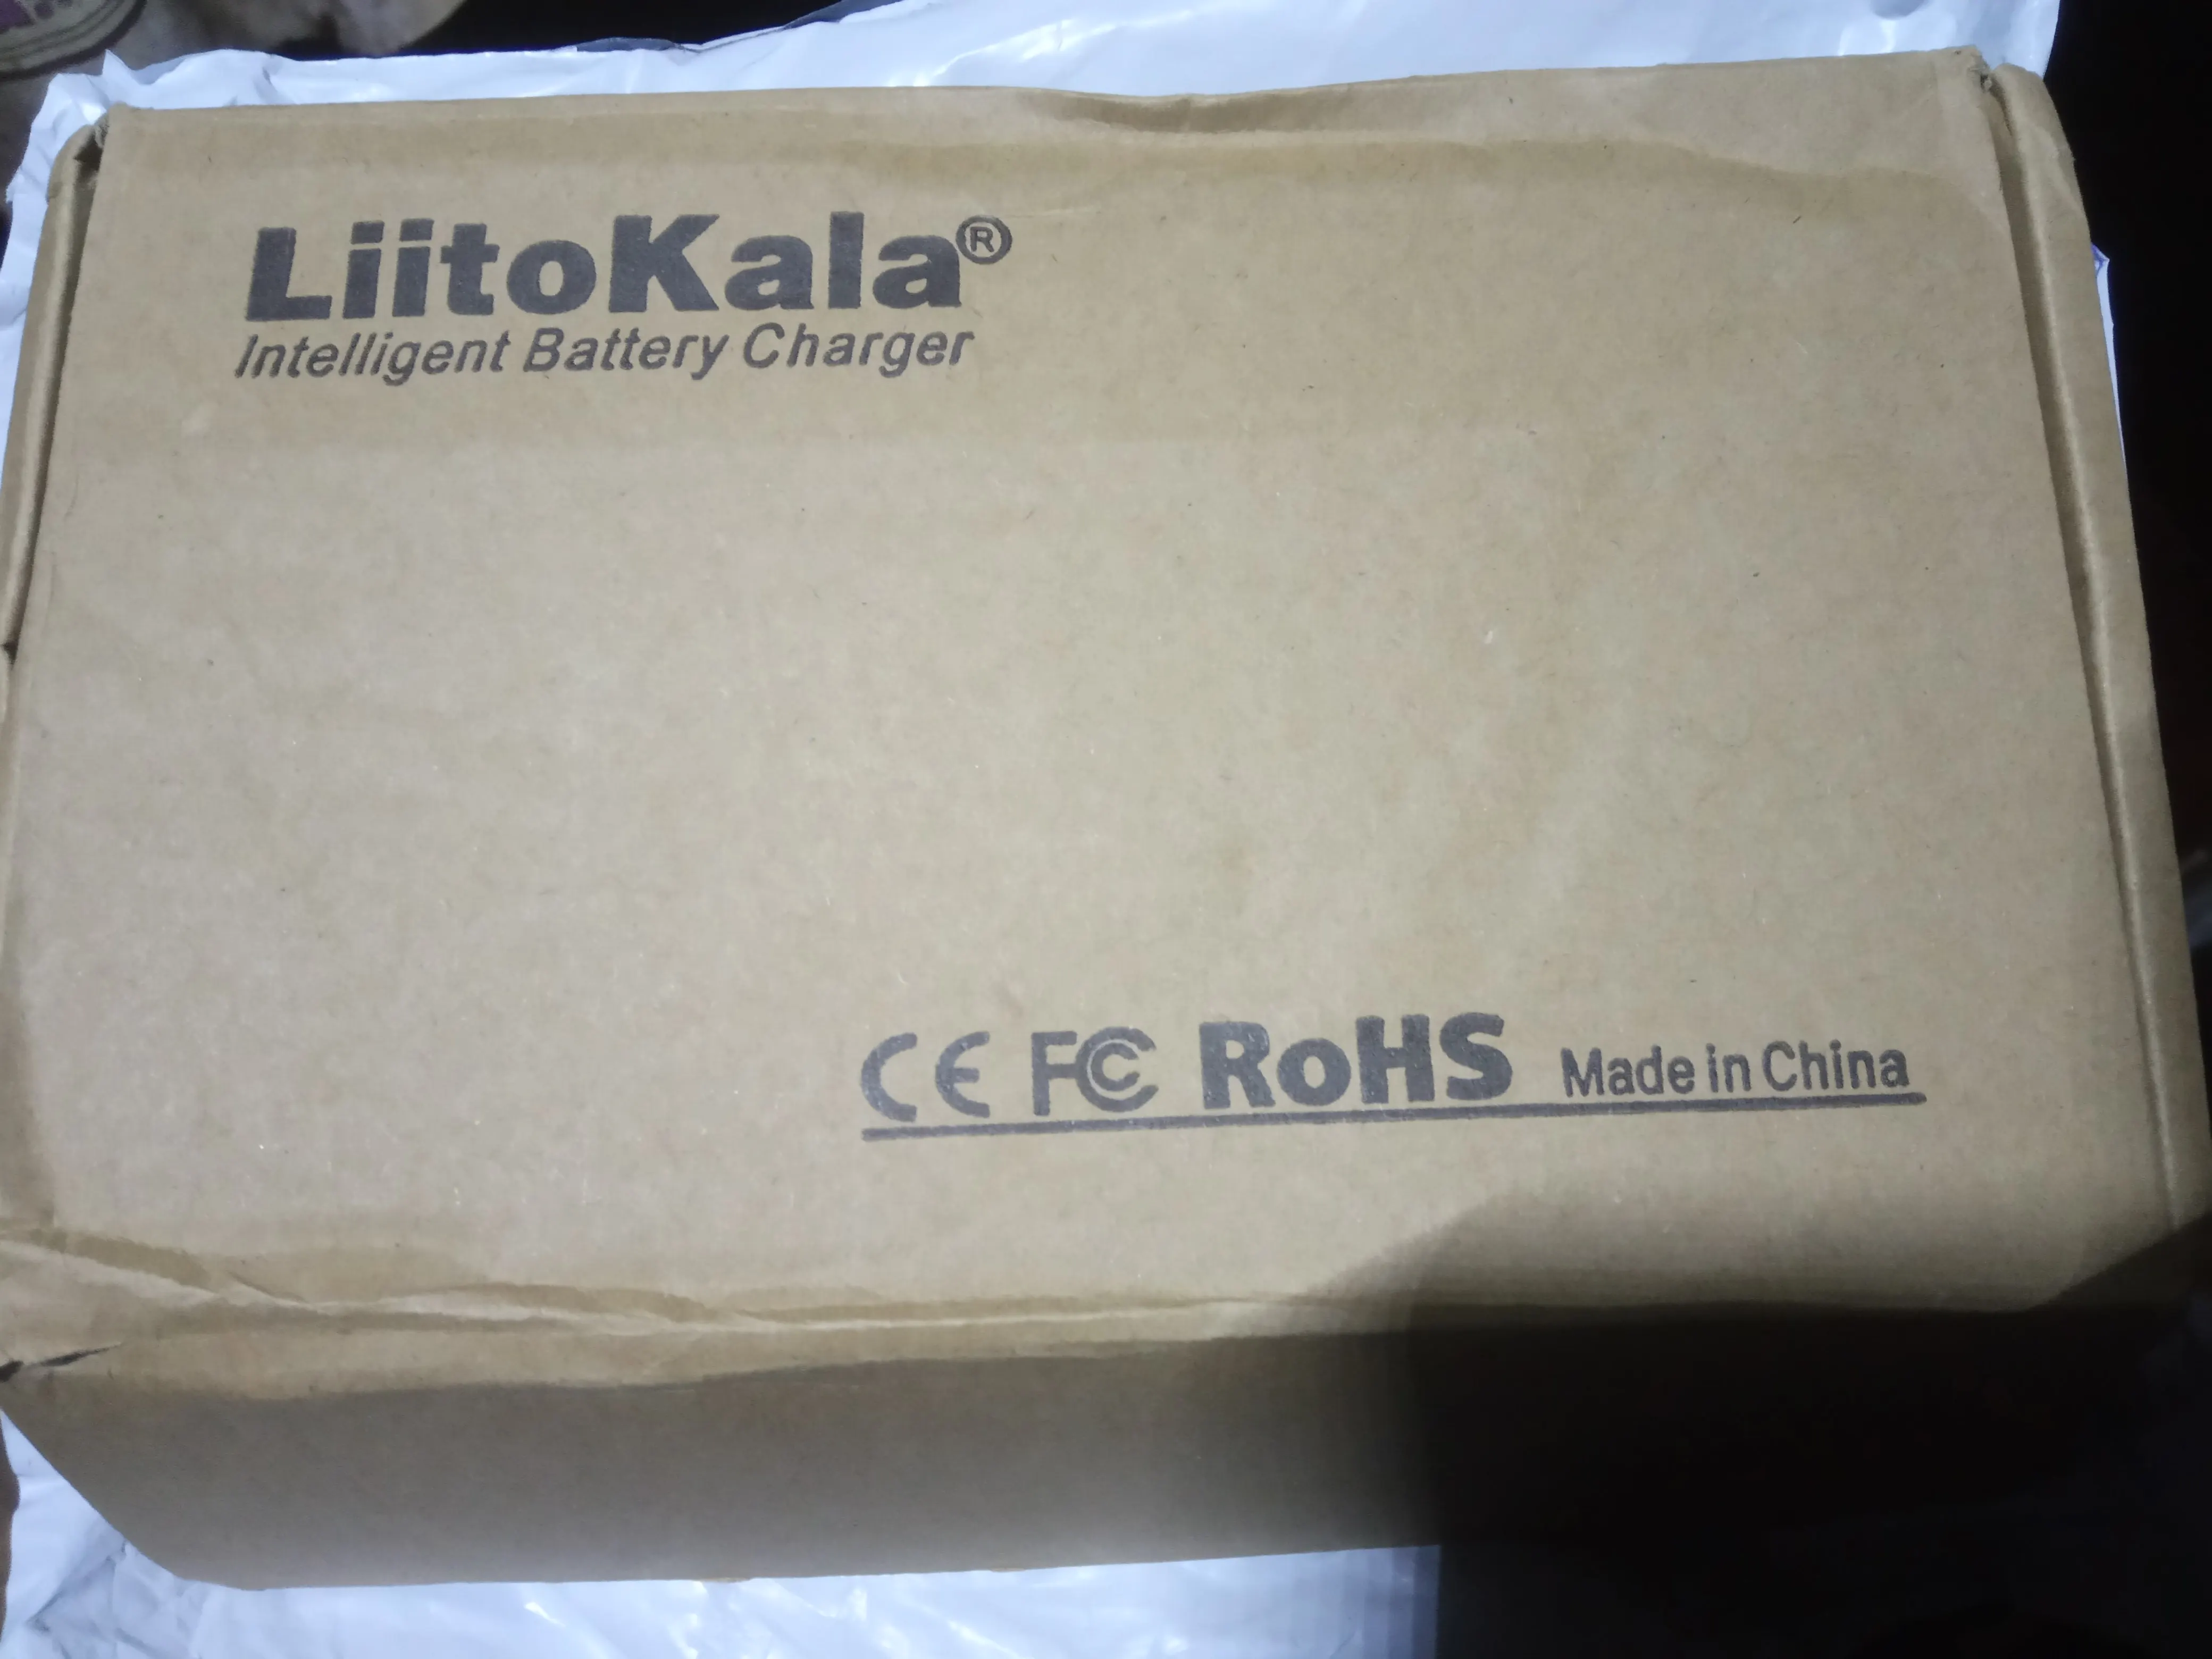 LiitoKala®
Intelligent Battery Charger
CE FC RoHS Made in China